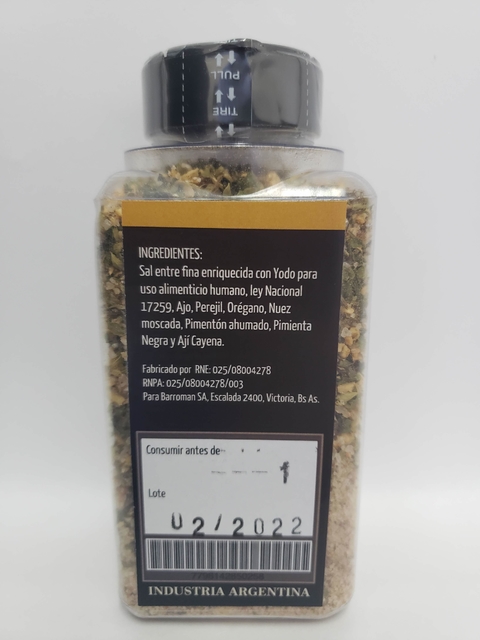 PULL
TIRE
INGREDIENTES:
Sal entre fina enriquecida con Yodo para
uso alimenticio humano, ley Nacional
17259, Ajo, Perejil, Orégano, Nuez
moscada, Pimentón ahumado, Pimienta
Negra y Ají Cayena.
Fabricado por RNE: 025/08004278
RNPA: 025/08004278/003
Para Barroman SA, Escalada 2400, Victoria, Bs As.
Consumir antes de
1
Lote
02/2022
INDUSTRIA ARGENTINA